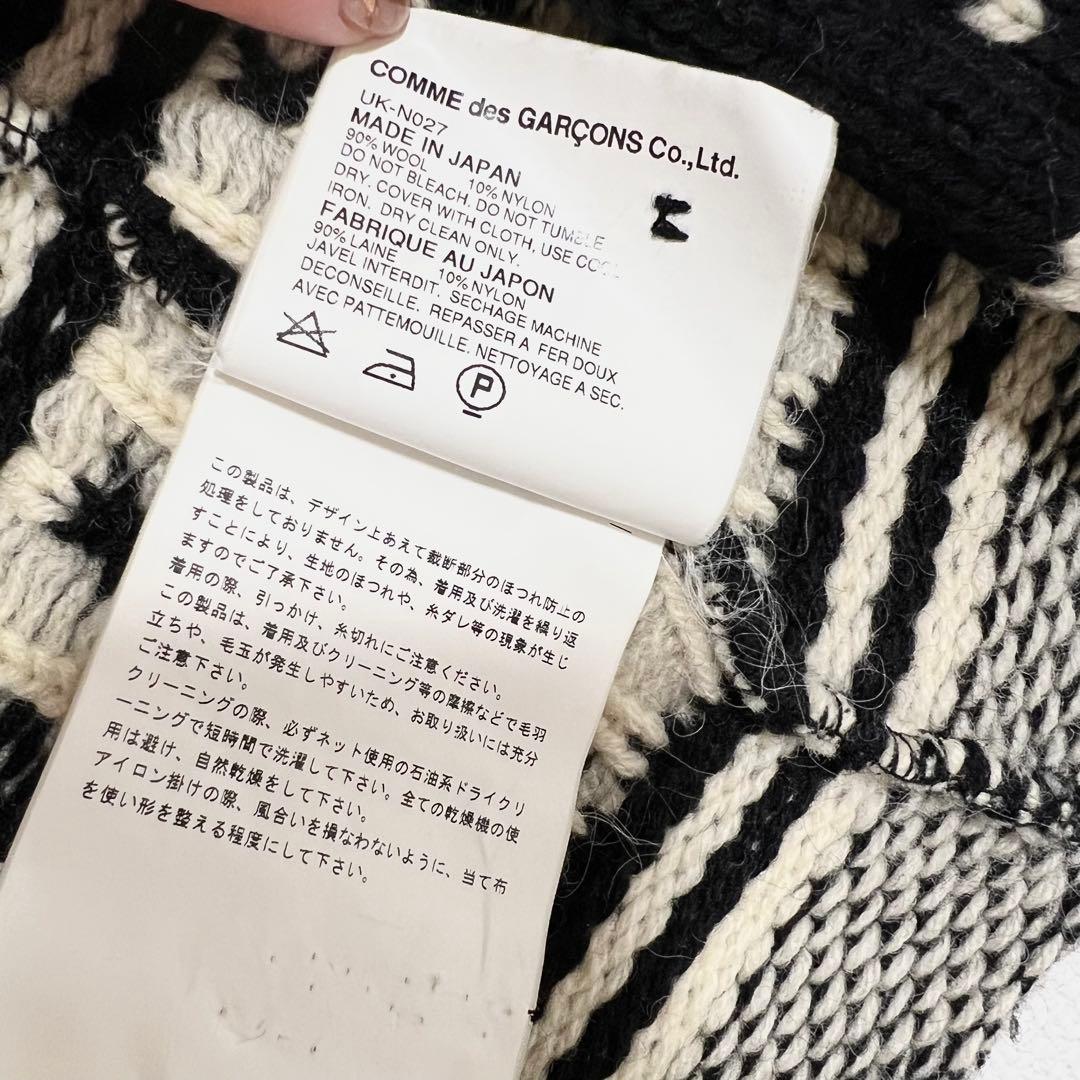 COMME des GARÇONS Co.,Ltd.
UK-N027
MADE IN JAPAN
90% WOOL 10% NYLON
DO NOT BLEACH. DO NOT TUMBLE
DRY. COVER WITH CLOTH, USE COOL
IRON. DRY CLEAN ONLY.
FABRIQUE AU JAPON
90% LAINE 10% NYLON
JAVEL INTERDIT. SECHAGE MACHINE
DECONSEILLE. REPASSER A FER DOUX
AVEC PATTEMOUILLE. NETTOYAGE A SEC.
P
この製品は、デザイン上あえて裁断部分のほつれ防止の
処理をしておりません。その為、着用及び洗濯を繰り返
すことにより、生地のほつれや、糸ダレ等の現象が生じ
ますのでご了承下さい。
着用の際、引っかけ、糸切れにご注意ください。
この製品は、着用及びクリーニング等の摩擦などで毛羽
立ちや、毛玉が発生しやすいため、お取り扱いには充分
ご注意下さい。
クリーニングの際、必ずネット使用の石油系ドライクリ
ーニングで短時間で洗濯して下さい。全ての乾燥機の使
用は避け、自然乾燥をして下さい。
アイロン掛けの際、風合いを損なわないように、当て布
を使い形を整える程度にして下さい。